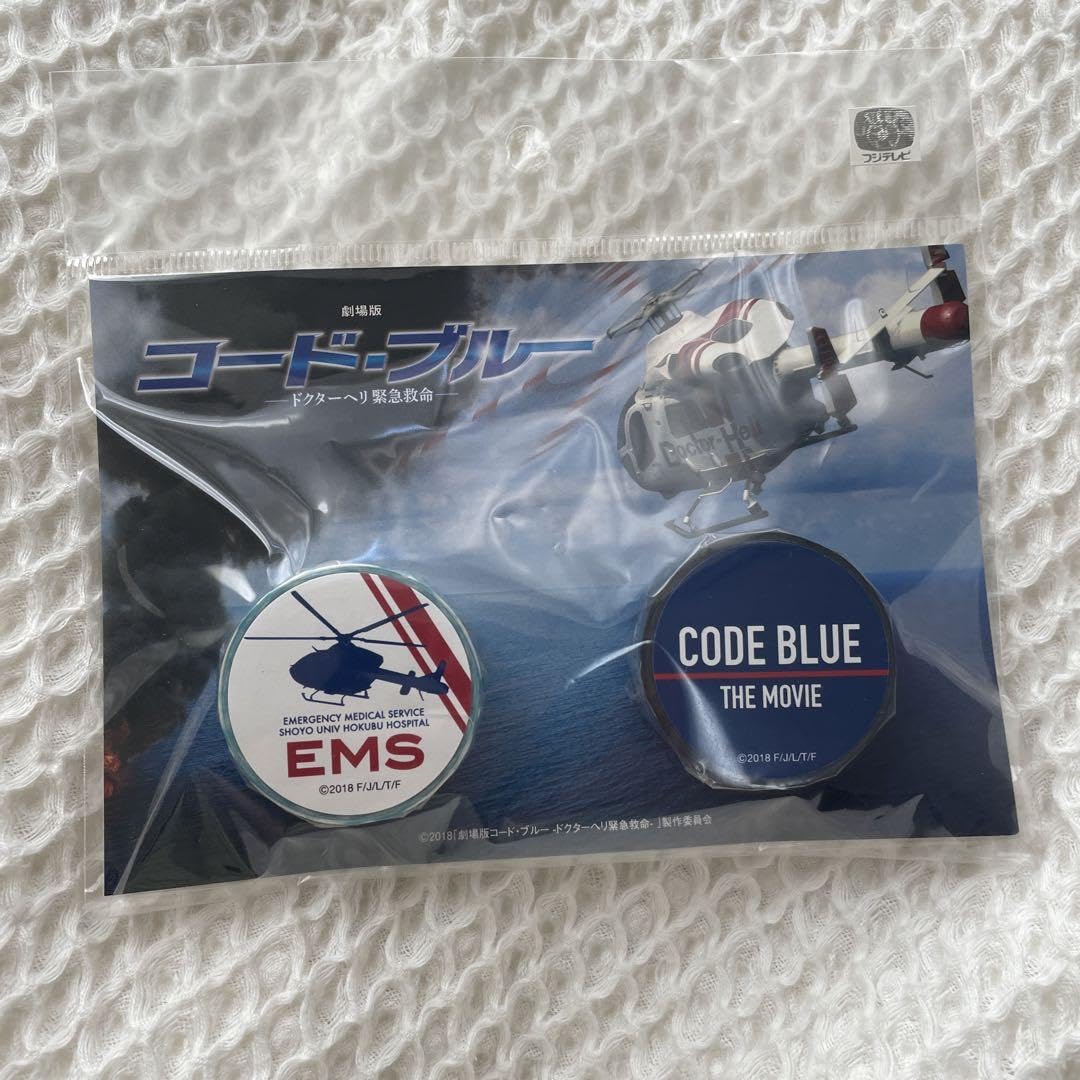 フジテレビ
劇場版
コード・ブルー
―ドクターヘリ緊急救命―
Doctor-Heli
EMERGENCY MEDICAL SERVICE
SHOYO UNIV HOKUBU HOSPITAL
EMS
©2018 F/J/L/T/F
CODE BLUE
THE MOVIE
©2018 F/J/L/T/F
©2018「劇場版コード・ブルー -ドクターヘリ緊急救命- 」製作委員会